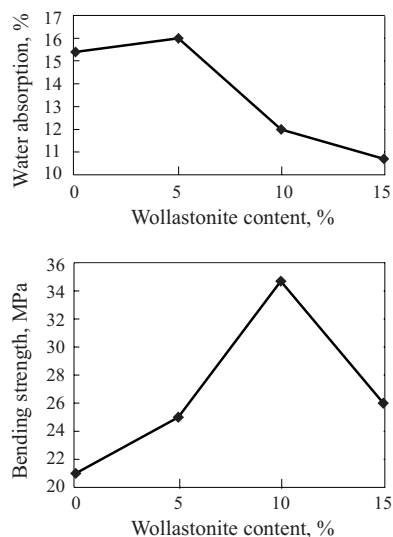 17
16
15
14
13
12
11
10
Water absorption, %
0 5 10 15
Wollastonite content, %
36
34
32
30
28
26
24
22
20
Bending strength, MPa
0 5 10 15
Wollastonite content, %